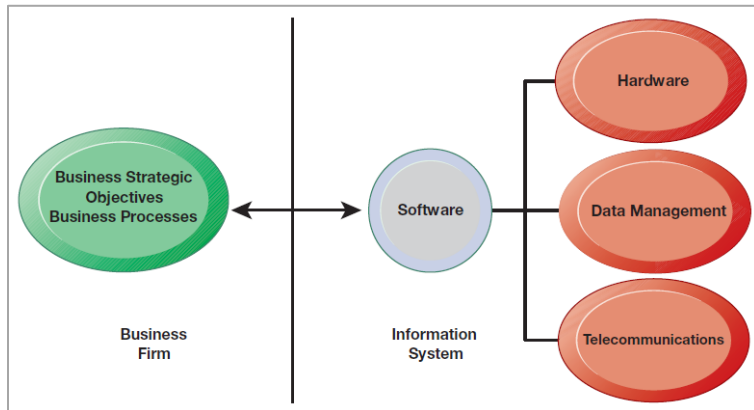 Business Strategic
Objectives
Business Processes
Business
Firm
Software
Information
System
Hardware
Data Management
Telecommunications